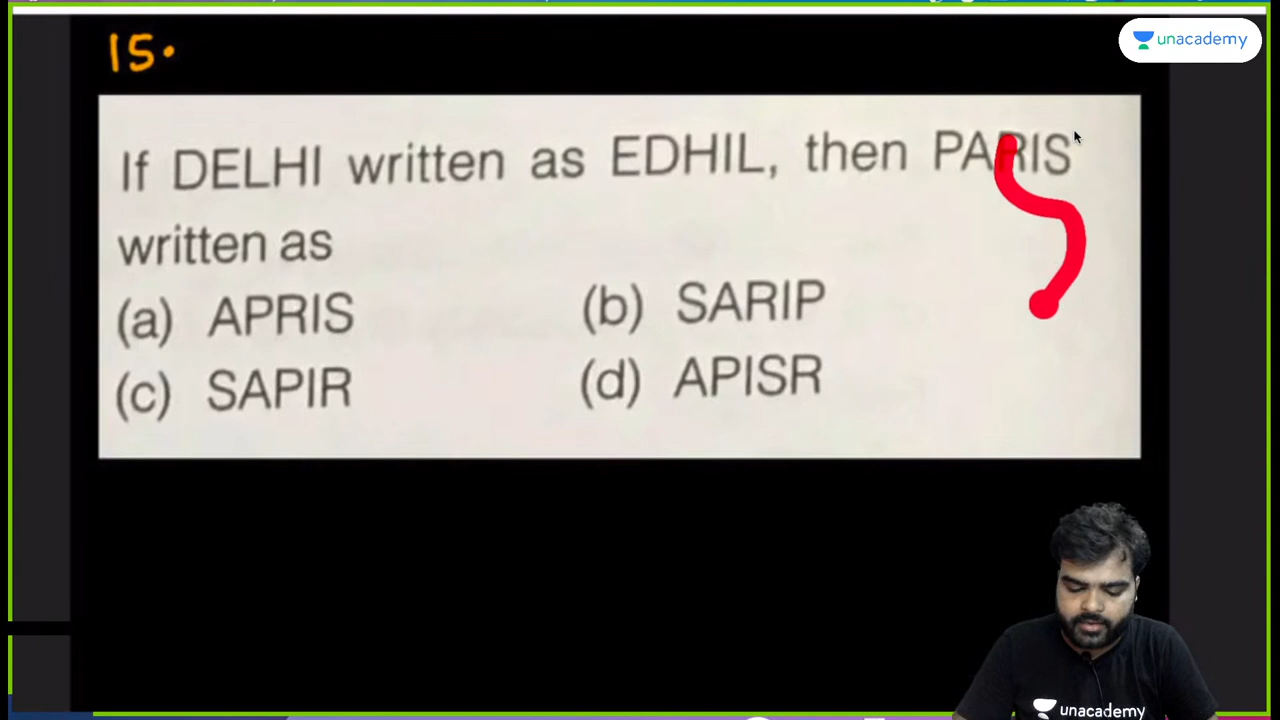 15.
unacademy
If DELHI written as EDHIL, then PARIS
written as
(a) APRIS (b) SARIP
(c) SAPIR (d) APISR
unacademy